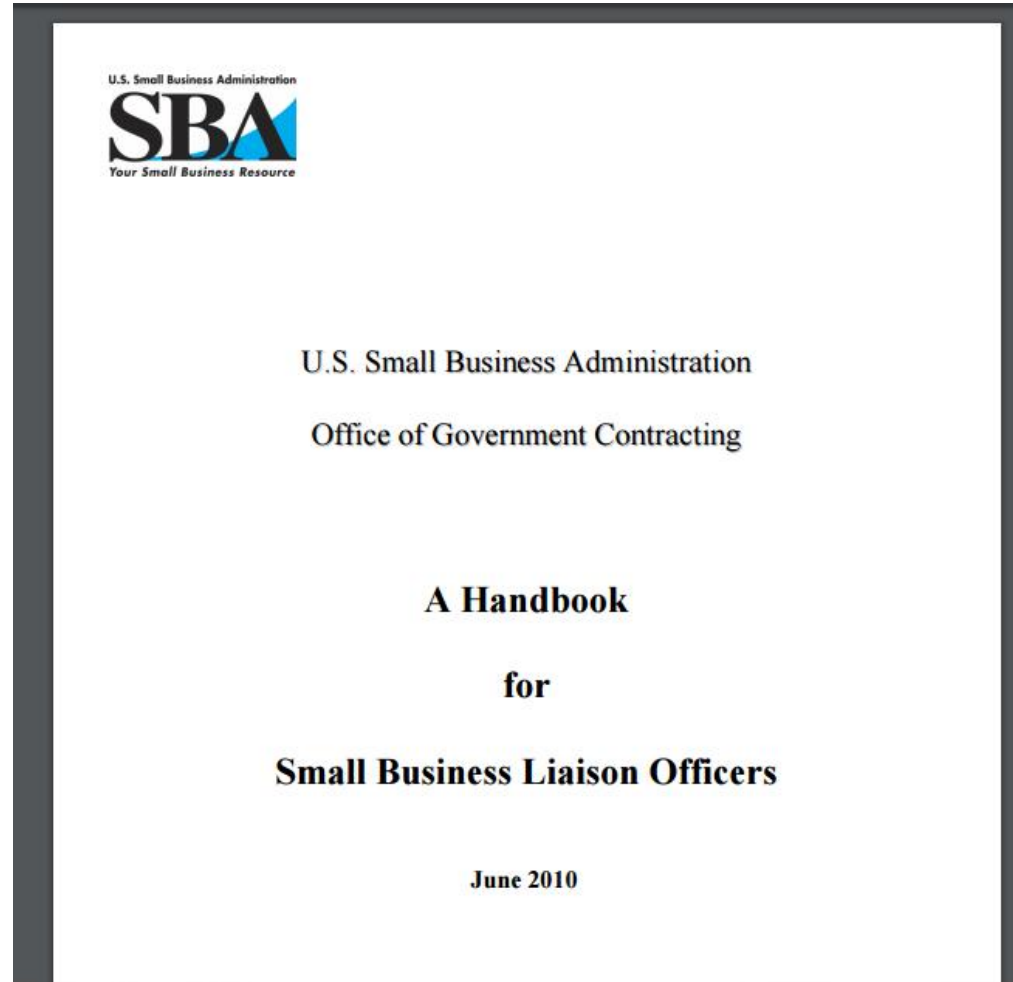 U.S. Small Business Administration
SBA
Your Small Business Resource
U.S. Small Business Administration
Office of Government Contracting
A Handbook
for
Small Business Liaison Officers
June 2010